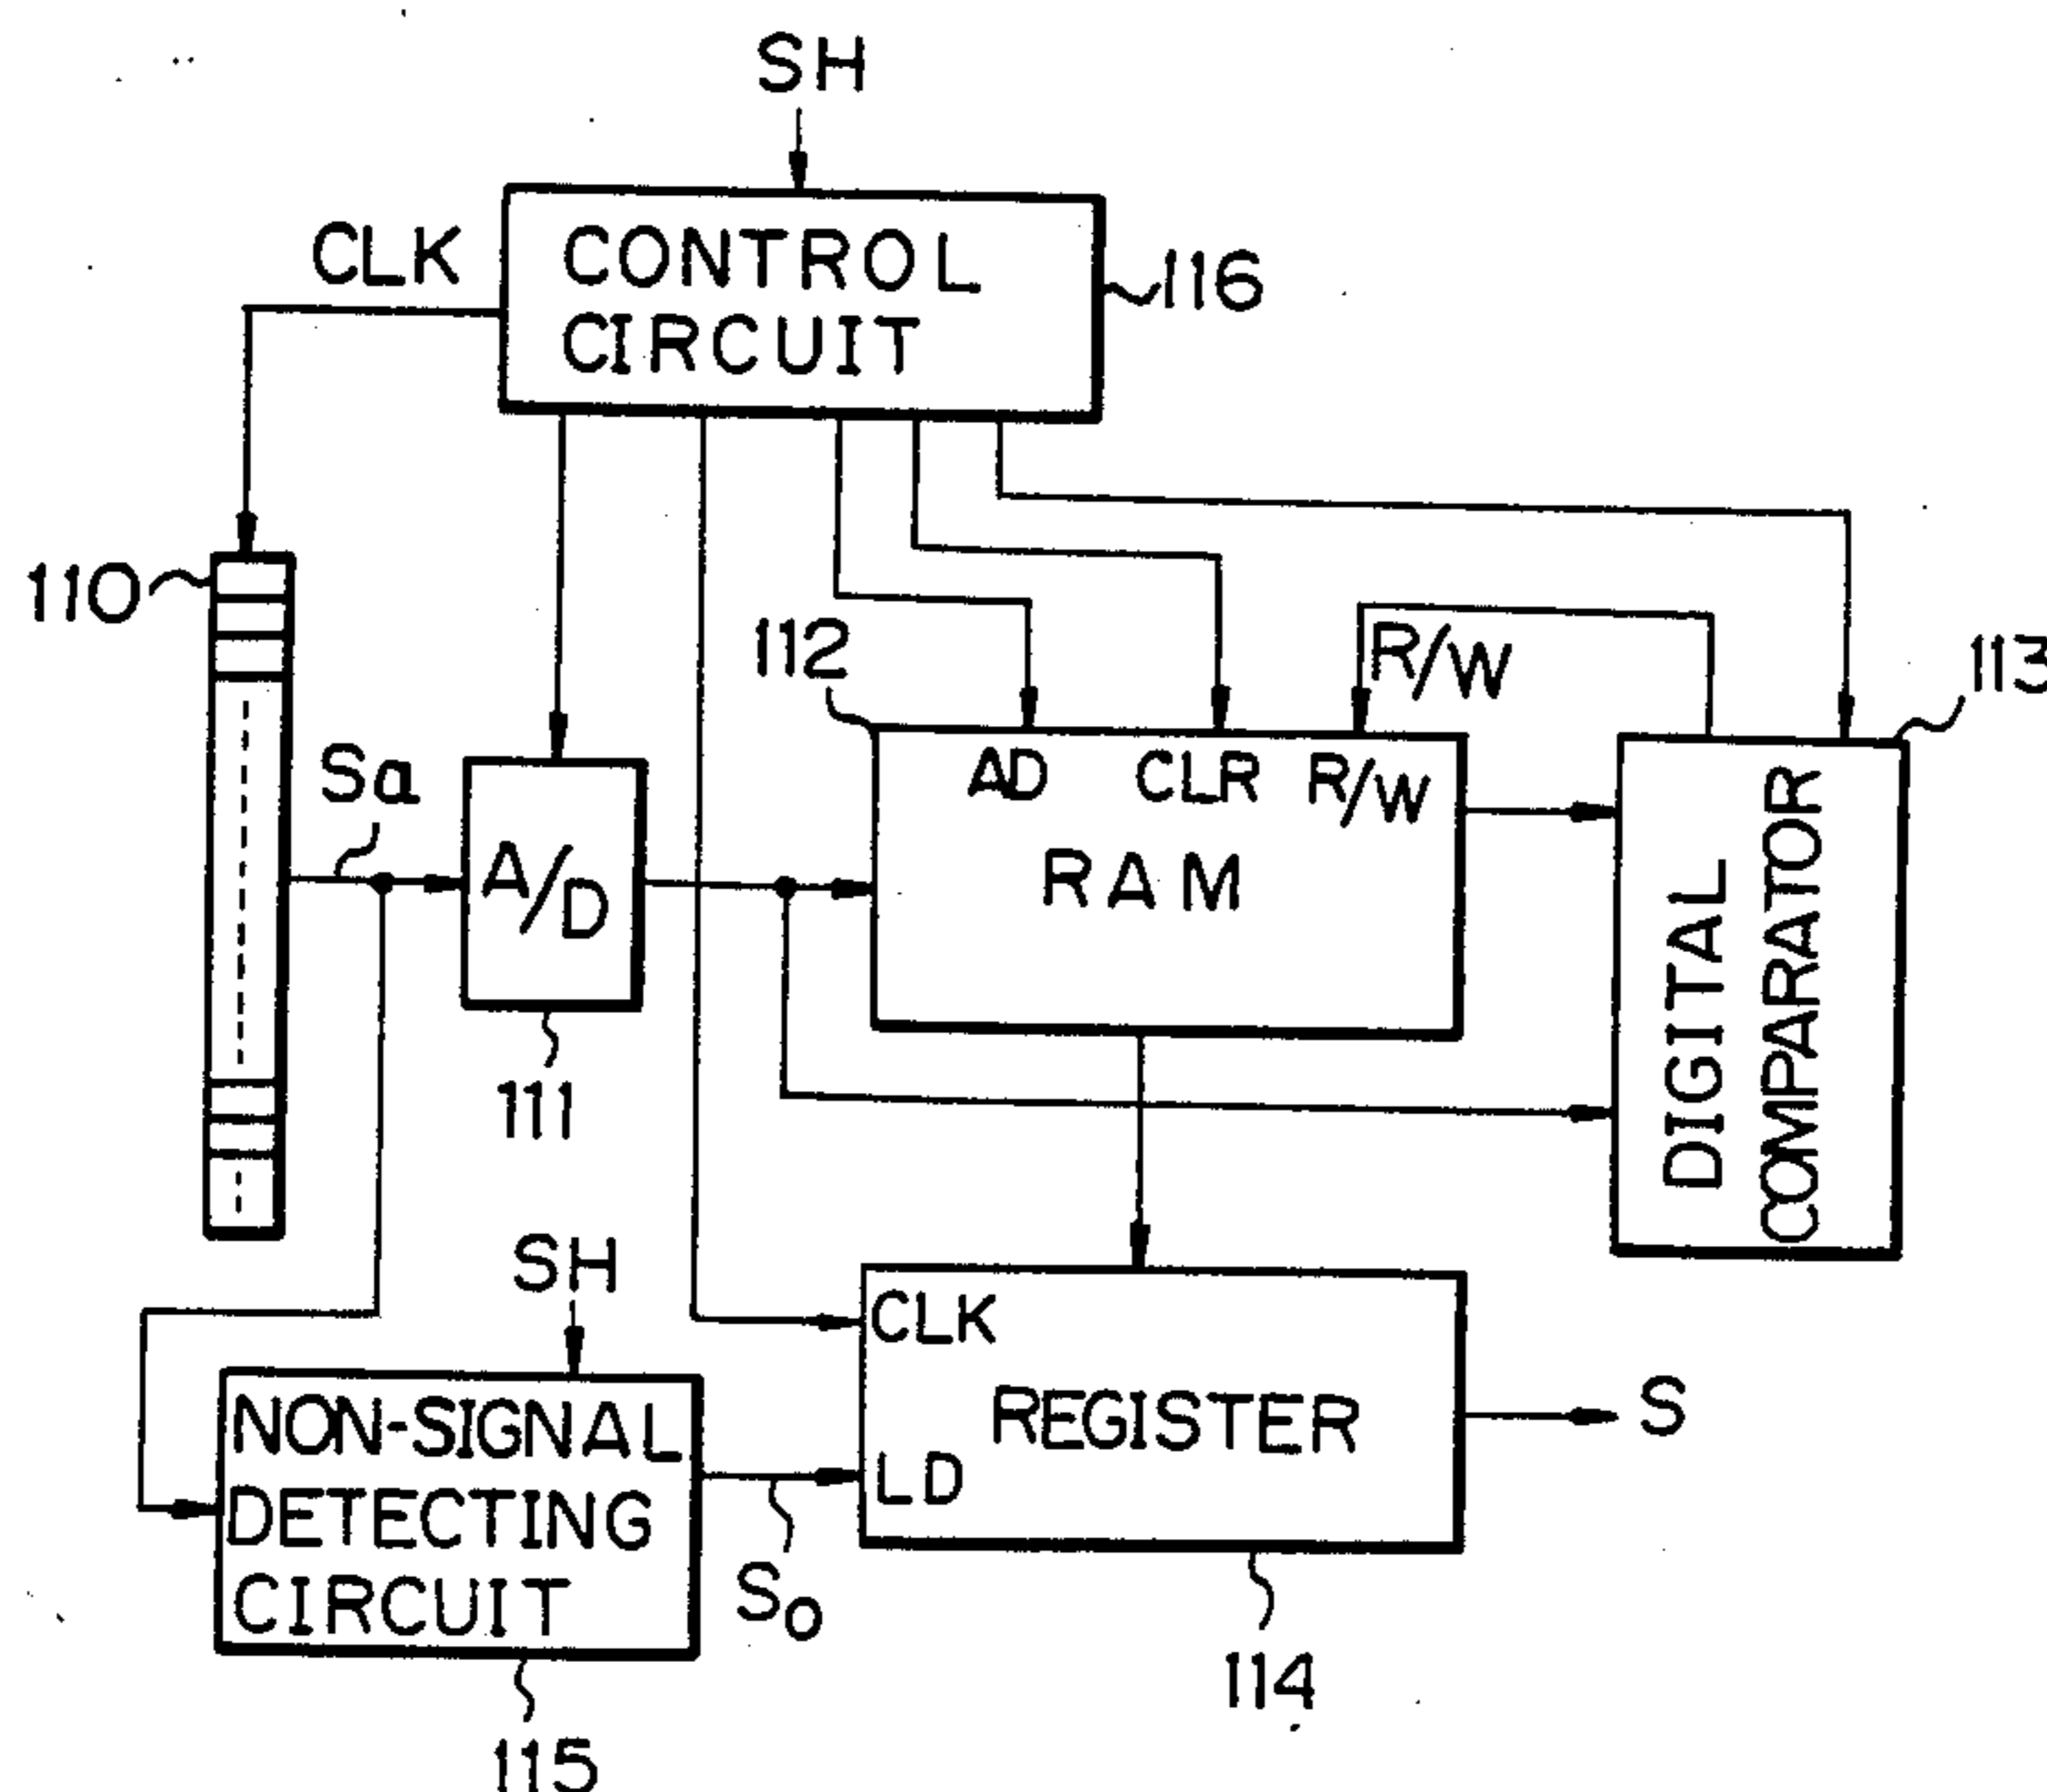 SH
CLK
CONTROL
CIRCUIT
116
110
112
R/W
113
Sa
A/D
AD CLR R/W
RAM
DIGITAL
COMPARATOR
111
SH
CLK
REGISTER
LD
S
NON-SIGNAL
DETECTING
CIRCUIT
So
114
115